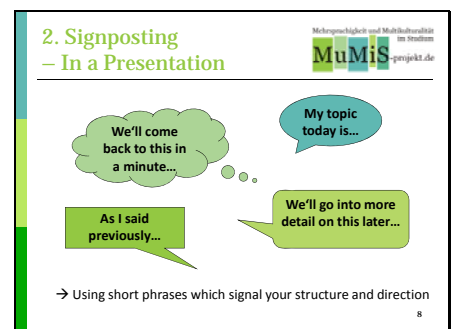 2. Signposting
– In a Presentation
Mehrsprachigkeit und Multikulturalität
im Studium
MuMiS-projekt.de
We'll come
back to this in
a minute…
My topic
today is…
As I said
previously…
We'll go into more
detail on this later…
→ Using short phrases which signal your structure and direction
8